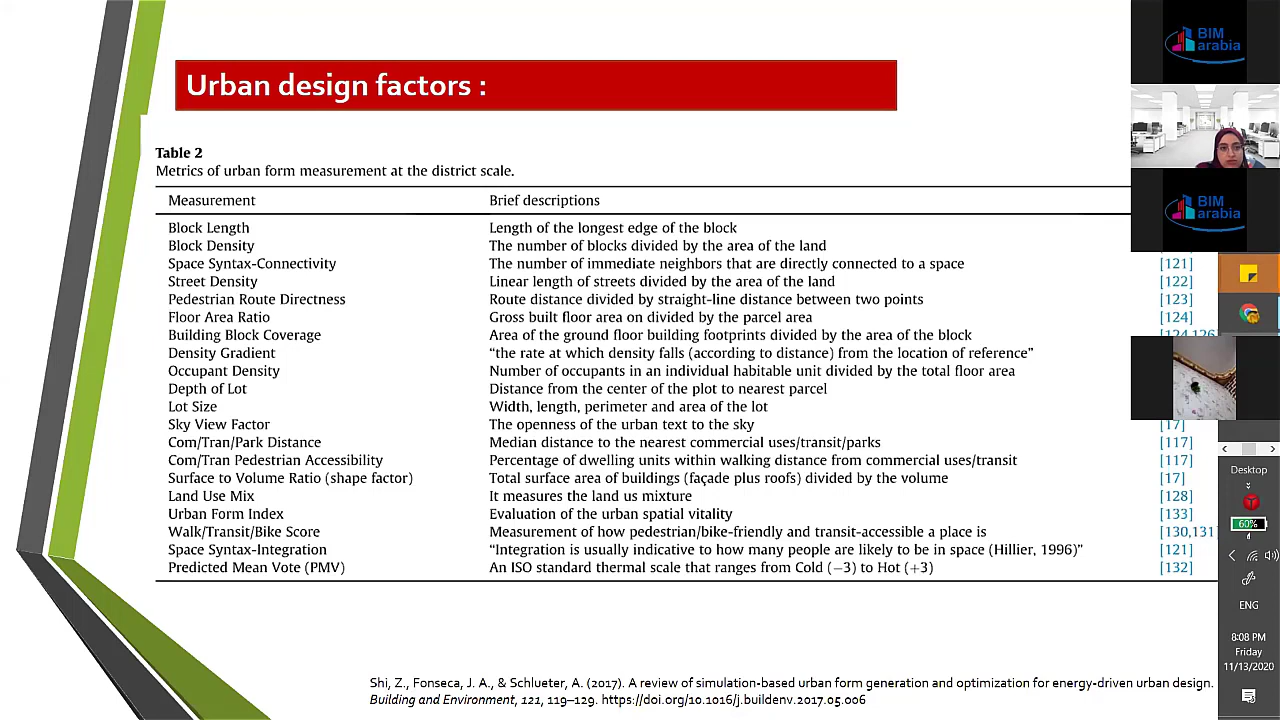 Urban design factors :
Table 2
Metrics of urban form measurement at the district scale.
Measurement Brief descriptions
Block Length Length of the longest edge of the block
Block Density The number of blocks divided by the area of the land
Space Syntax-Connectivity The number of immediate neighbors that are directly connected to a space [121]
Street Density Linear length of streets divided by the area of the land [122]
Pedestrian Route Directness Route distance divided by straight-line distance between two points [123]
Floor Area Ratio Gross built floor area on divided by the parcel area [124]
Building Block Coverage Area of the ground floor building footprints divided by the area of the block [124,126]
Density Gradient “the rate at which density falls (according to distance) from the location of reference”
Occupant Density Number of occupants in an individual habitable unit divided by the total floor area
Depth of Lot Distance from the center of the plot to nearest parcel
Lot Size Width, length, perimeter and area of the lot
Sky View Factor The openness of the urban text to the sky [17]
Com/Tran/Park Distance Median distance to the nearest commercial uses/transit/parks [117]
Com/Tran Pedestrian Accessibility Percentage of dwelling units within walking distance from commercial uses/transit [117]
Surface to Volume Ratio (shape factor) Total surface area of buildings (façade plus roofs) divided by the volume [17]
Land Use Mix It measures the land us mixture [128]
Urban Form Index Evaluation of the urban spatial vitality [133]
Walk/Transit/Bike Score Measurement of how pedestrian/bike-friendly and transit-accessible a place is [130,131]
Space Syntax-Integration “Integration is usually indicative to how many people are likely to be in space (Hillier, 1996)” [121]
Predicted Mean Vote (PMV) An ISO standard thermal scale that ranges from Cold (−3) to Hot (+3) [132]
Shi, Z., Fonseca, J. A., & Schlueter, A. (2017). A review of simulation-based urban form generation and optimization for energy-driven urban design.
Building and Environment, 121, 119–129. https://doi.org/10.1016/j.buildenv.2017.05.006
BIM
arabia
BIM
arabia
Desktop
60%
ENG
8:08 PM
Friday
11/13/2020